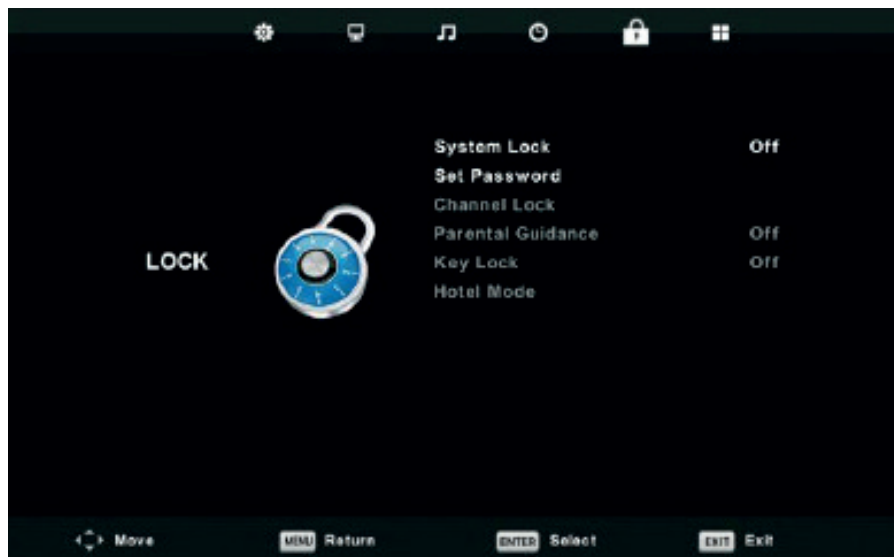 System Lock Off
Set Password
Channel Lock
Parental Guidance Off
Key Lock Off
Hotel Mode
LOCK
Move MENU Return ENTER Select EXIT Exit